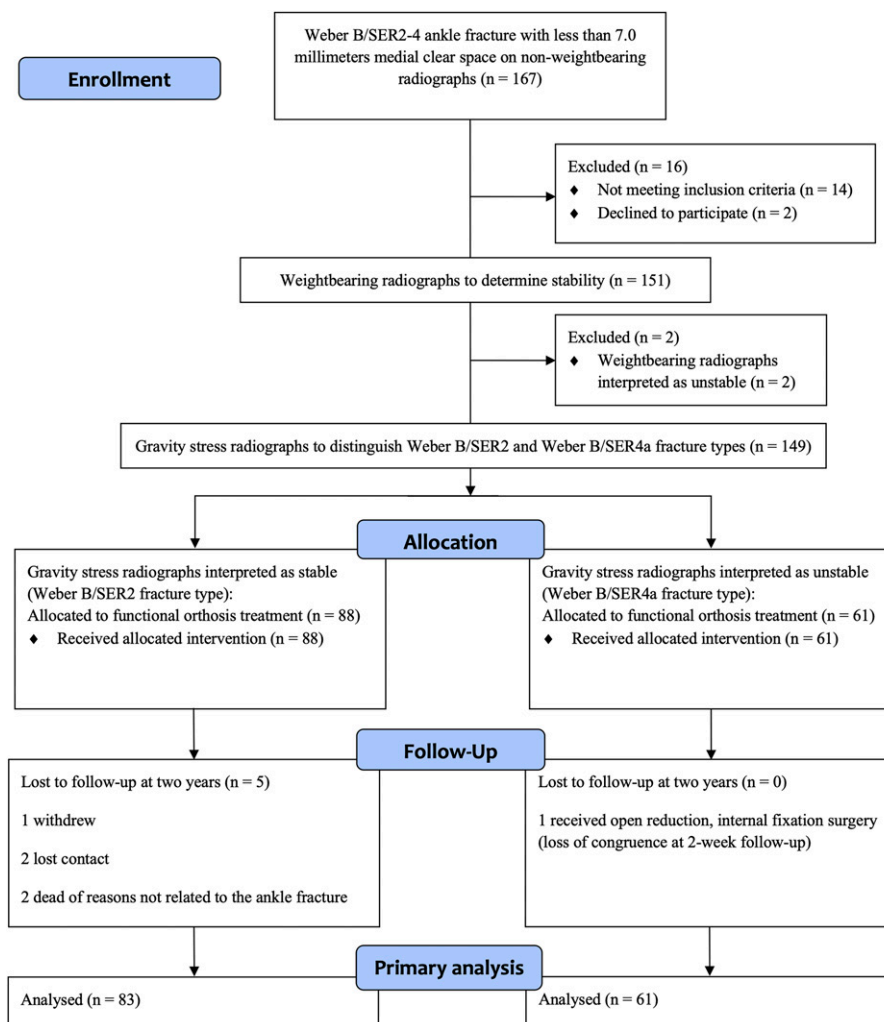 Weber B/SER2-4 ankle fracture with less than 7.0
millimeters medial clear space on non-weightbearing
radiographs (n = 167)
Enrollment
Excluded (n = 16)
♦ Not meeting inclusion criteria (n = 14)
♦ Declined to participate (n = 2)
Weightbearing radiographs to determine stability (n = 151)
Excluded (n = 2)
♦ Weightbearing radiographs
interpreted as unstable (n = 2)
Gravity stress radiographs to distinguish Weber B/SER2 and Weber B/SER4a fracture types (n = 149)
Allocation
Gravity stress radiographs interpreted as stable
(Weber B/SER2 fracture type):
Allocated to functional orthosis treatment (n = 88)
♦ Received allocated intervention (n = 88)
Gravity stress radiographs interpreted as unstable
(Weber B/SER4a fracture type):
Allocated to functional orthosis treatment (n = 61)
♦ Received allocated intervention (n = 61)
Follow-Up
Lost to follow-up at two years (n = 5)
1 withdrew
2 lost contact
2 dead of reasons not related to the ankle fracture
Lost to follow-up at two years (n = 0)
1 received open reduction, internal fixation surgery
(loss of congruence at 2-week follow-up)
Primary analysis
Analysed (n = 83)
Analysed (n = 61)